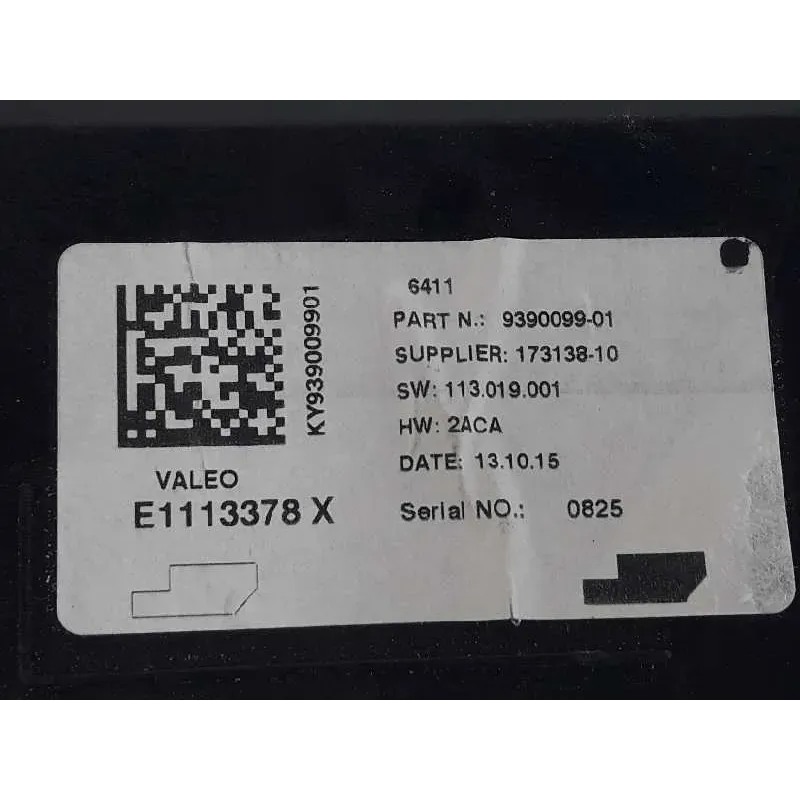 KY939009901
VALEO
E1113378 X
6411
PART N.: 9390099-01
SUPPLIER: 173138-10
SW: 113.019.001
HW: 2ACA
DATE: 13.10.15
Serial NO.: 0825